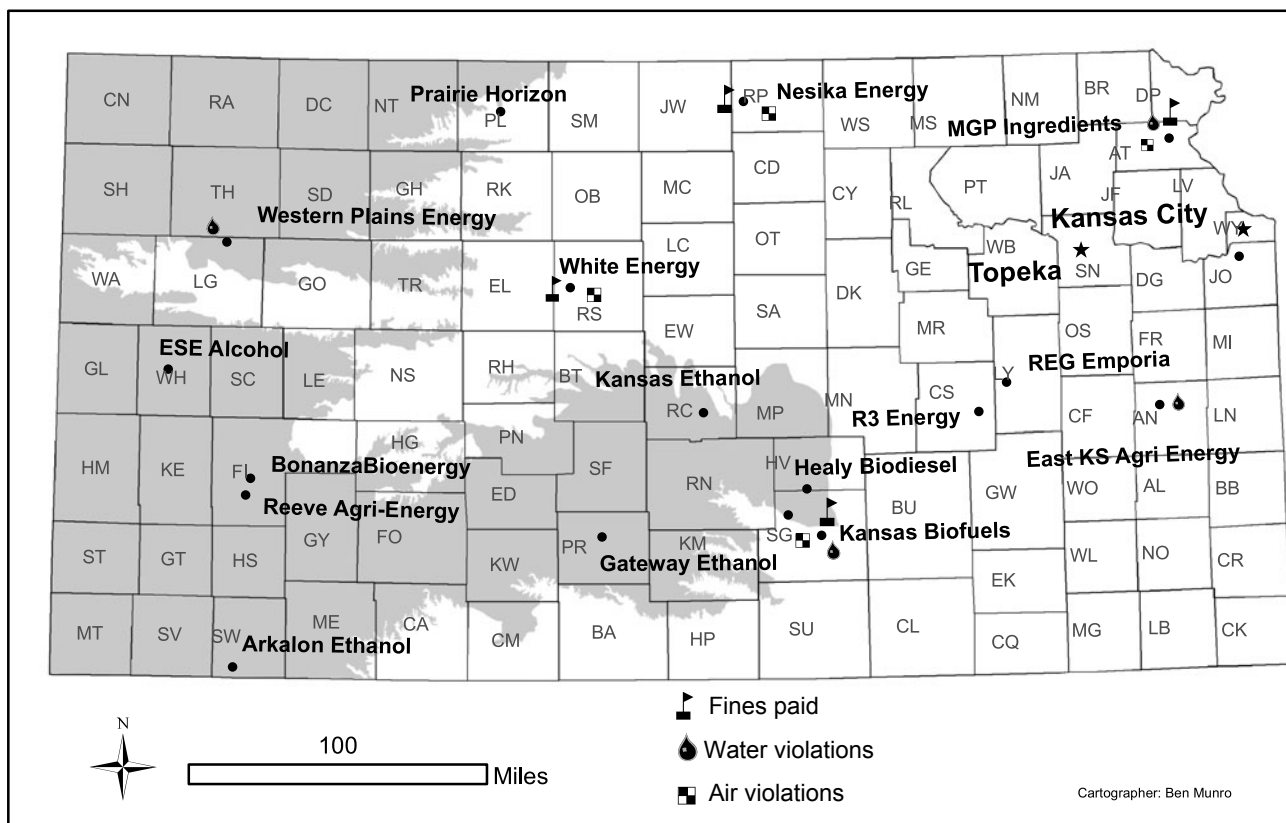 CN
RA
DC
NT
Prairie Horizon
PL
SM
JW
RP
Nesika Energy
WS
MS
NM
BR
DP
MGP Ingredients
AT
SH
TH
SD
GH
RK
OB
MC
CD
CY
RL
PT
JA
JF
LV
Western Plains Energy
Kansas City
WY
WA
LG
GO
TR
EL
White Energy
RS
LC
OT
DK
GE
WB
Topeka
SN
DG
JO
EW
SA
MR
OS
FR
MI
ESE Alcohol
GL
WH
SC
LE
NS
RH
BT
Kansas Ethanol
RC
MP
MN
CS
LY
REG Emporia
R3 Energy
CF
AN
LN
East KS Agri Energy
HM
KE
FI
HG
PN
SF
RN
HV
Healy Biodiesel
BonanzaBioenergy
Reeve Agri-Energy
ED
BU
GW
WO
AL
BB
ST
GT
HS
GY
FO
KW
PR
Gateway Ethanol
KM
SG
Kansas Biofuels
EK
WL
NO
CR
MT
SV
SW
Arkalon Ethanol
ME
CA
CM
BA
HP
SU
CL
CQ
MG
LB
CK
N
100
Miles
Fines paid
Water violations
Air violations
Cartographer: Ben Munro